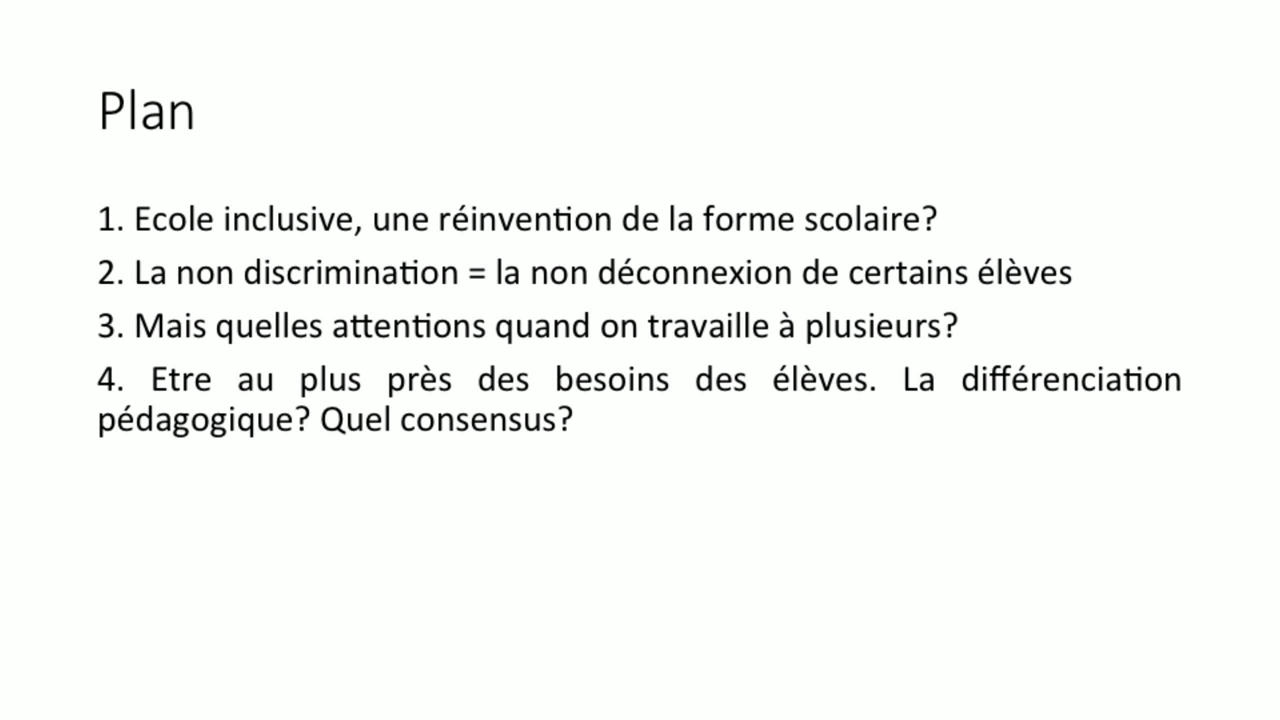 Plan
1. Ecole inclusive, une réinvention de la forme scolaire?
2. La non discrimination = la non déconnexion de certains élèves
3. Mais quelles attentions quand on travaille à plusieurs?
4. Etre au plus près des besoins des élèves. La différenciation
pédagogique? Quel consensus?